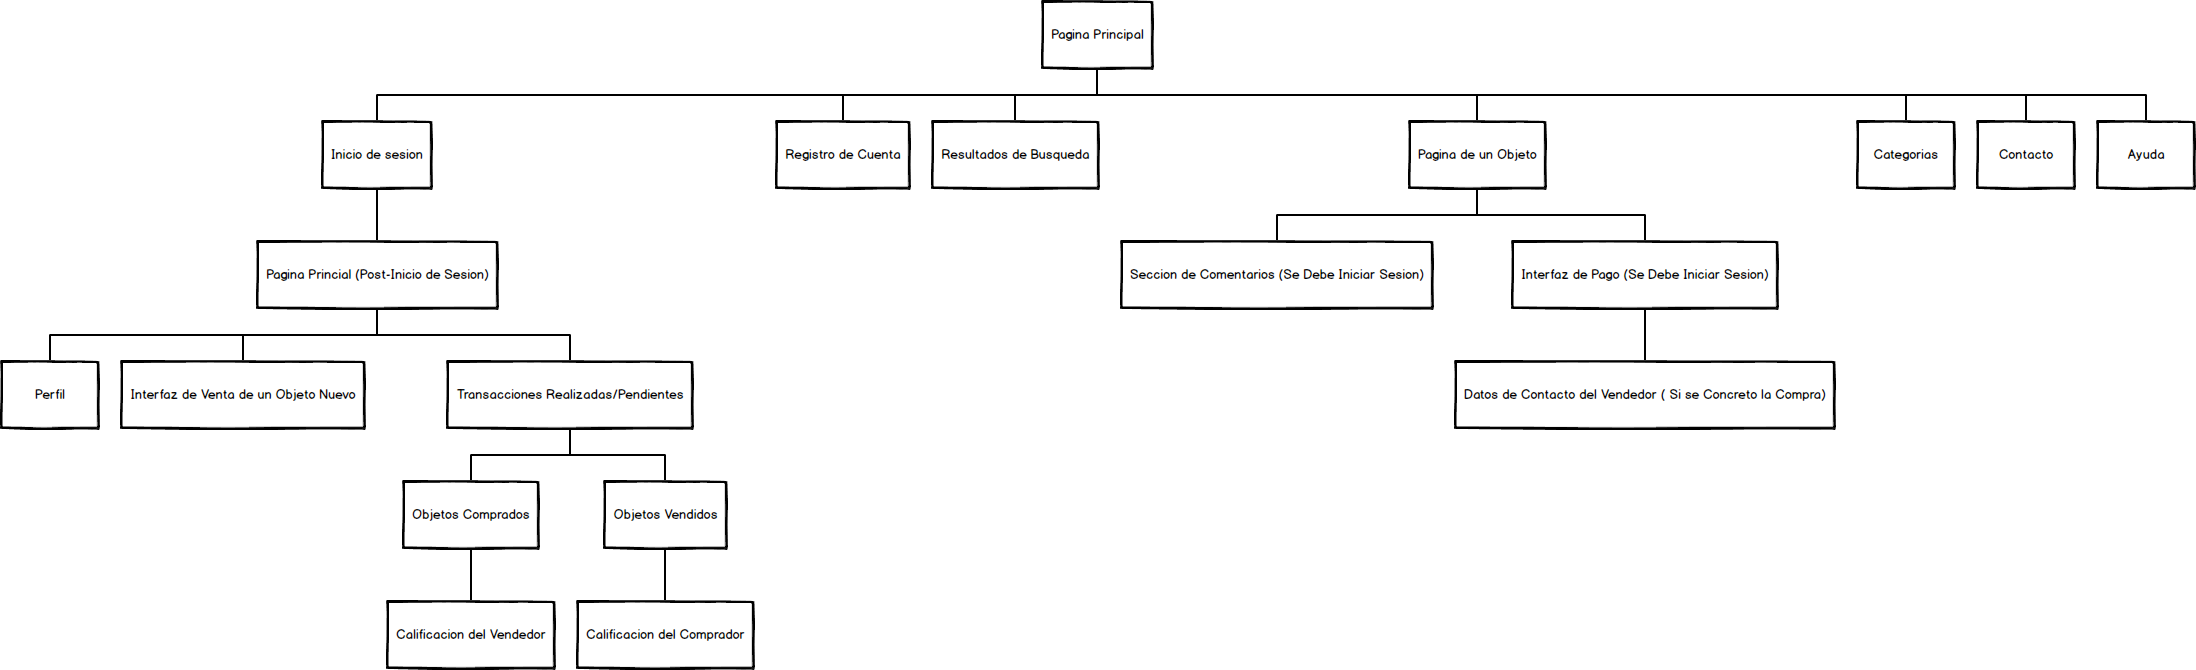 Pagina Principal
Inicio de sesion
Registro de Cuenta
Resultados de Busqueda
Pagina de un Objeto
Categorias
Contacto
Ayuda
Pagina Princial (Post-Inicio de Sesion)
Seccion de Comentarios (Se Debe Iniciar Sesion)
Interfaz de Pago (Se Debe Iniciar Sesion)
Perfil
Interfaz de Venta de un Objeto Nuevo
Transacciones Realizadas/Pendientes
Datos de Contacto del Vendedor ( Si se Concreto la Compra)
Objetos Comprados
Objetos Vendidos
Calificacion del Vendedor
Calificacion del Comprador